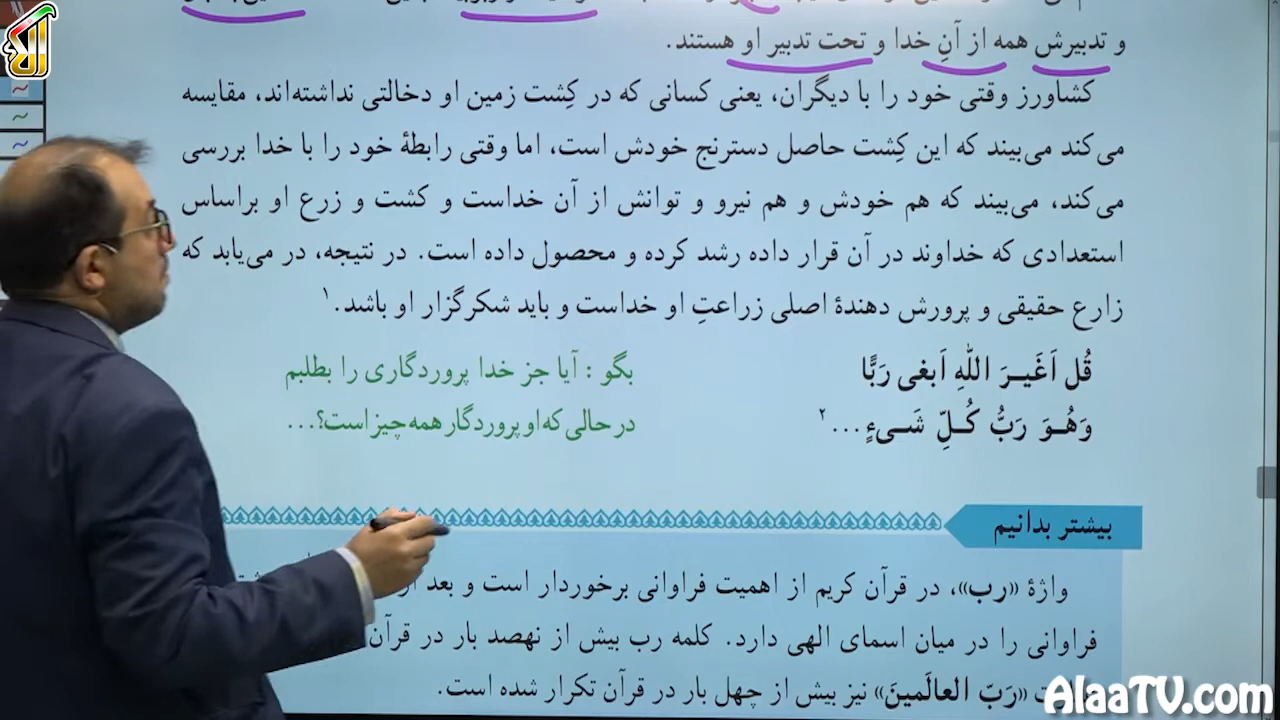 و تدبیرش همه از آنِ خدا و تحت تدبیر او هستند.
کشاورز وقتی خود را با دیگران، یعنی کسانی که در کِشت زمین او دخالتی نداشته‌اند، مقایسه
می‌کند می‌بیند که این کِشت حاصل دسترنج خودش است، اما وقتی رابطهٔ خود را با خدا بررسی
می‌کند، می‌بیند که هم خودش و هم نیرو و توانش از آن خداست و کشت و زرع او براساس
استعدادی که خداوند در آن قرار داده رشد کرده و محصول داده است. در نتیجه، در می‌یابد که
زارع حقیقی و پرورش دهندهٔ اصلی زراعتِ او خداست و باید شکرگزار او باشد.۱
قُل اَغَیرَ اللّٰهِ اَبغی رَبًّا
بگو : آیا جز خدا پروردگاری را بطلبم
وَهُوَ رَبُّ کُلِّ شَیءٍ ...۲
در حالی که او پروردگار همه چیز است؟...
بیشتر بدانیم
واژهٔ «رب»، در قرآن کریم از اهمیت فراوانی برخوردار است و بعد از
فراوانی را در میان اسمای الهی دارد. کلمه رب بیش از نهصد بار در قرآن
«رَبّ العالَمینَ» نیز بیش از چهل بار در قرآن تکرار شده است.
آلاء
~
~
~
AlaaTV.com